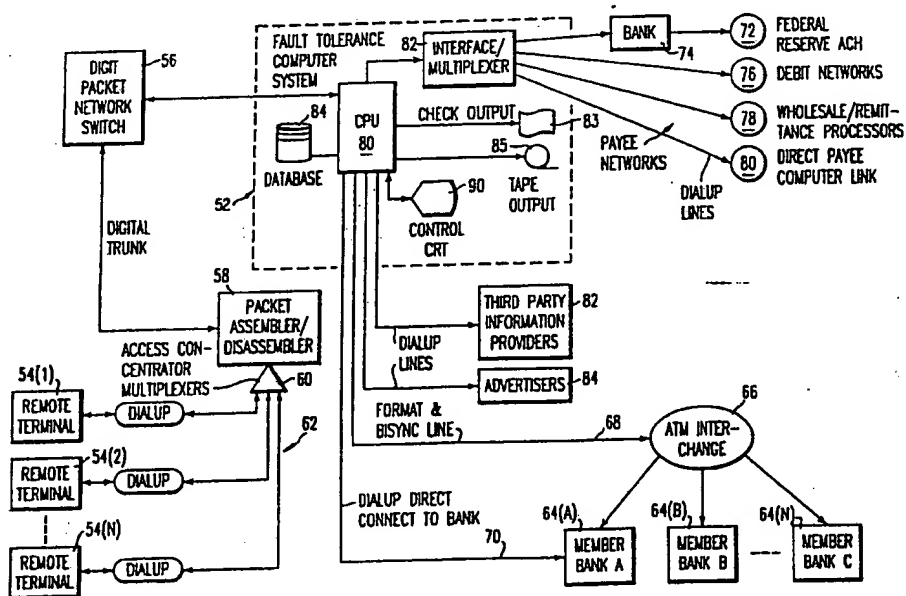 56
DIGIT
PACKET
NETWORK
SWITCH
FAULT TOLERANCE
COMPUTER
SYSTEM
82
INTERFACE/
MULTIPLEXER
BANK
74
72
FEDERAL
RESERVE ACH
76
DEBIT NETWORKS
78
WHOLESALE/REMIT-
TANCE PROCESSORS
80
DIRECT PAYEE
COMPUTER LINK
PAYEE
NETWORKS
DIALUP
LINES
84
DATABASE
CPU
80
CHECK OUTPUT
83
85
TAPE
OUTPUT
90
CONTROL
CRT
52
DIGITAL
TRUNK
58
PACKET
ASSEMBLER/
DISASSEMBLER
ACCESS CON-
CENTRATOR
MULTIPLEXERS
60
62
54(1)
REMOTE
TERMINAL
DIALUP
54(2)
REMOTE
TERMINAL
DIALUP
54(N)
REMOTE
TERMINAL
DIALUP
THIRD PARTY
INFORMATION
PROVIDERS
82
DIALUP
LINES
ADVERTISERS
84
FORMAT &
BISYNC LINE
68
66
ATM INTER-
CHANGE
DIALUP DIRECT
CONNECT TO BANK
70
64(A)
MEMBER
BANK A
64(B)
MEMBER
BANK B
64(N)
MEMBER
BANK C